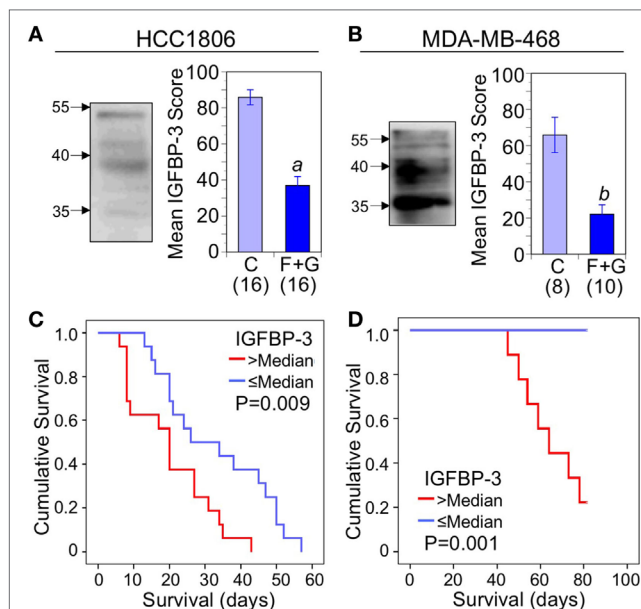 A HCC1806
55
40
35
Mean IGFBP-3 Score
100
80
60
40
20
0
a
C F+G
(16) (16)
B MDA-MB-468
55
40
35
Mean IGFBP-3 Score
100
80
60
40
20
0
b
C F+G
(8) (10)
C
Cumulative Survival
1.0
0.8
0.6
0.4
0.2
0
IGFBP-3
>Median
≤Median
P=0.009
0 10 20 30 40 50 60
Survival (days)
D
Cumulative Survival
1.0
0.8
0.6
0.4
0.2
0
IGFBP-3
>Median
≤Median
P=0.001
0 20 40 60 80 100
Survival (days)